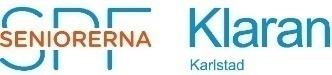 SPF
SENIORERNA
Klaran
Karlstad